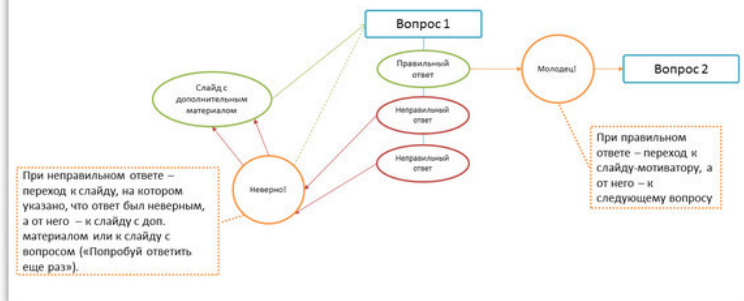 Вопрос 1
Правильный
ответ
Молодец!
Вопрос 2
Слайд с
дополнительным
материалом
Неправильный
ответ
Неправильный
ответ
Неверно!
При правильном
ответе – переход к
слайду-мотиватору, а
от него – к
следующему вопросу
При неправильном ответе –
переход к слайду, на котором
указано, что ответ был неверным,
а от него – к слайду с доп.
материалом или к слайду с
вопросом («Попробуй ответить
еще раз»).